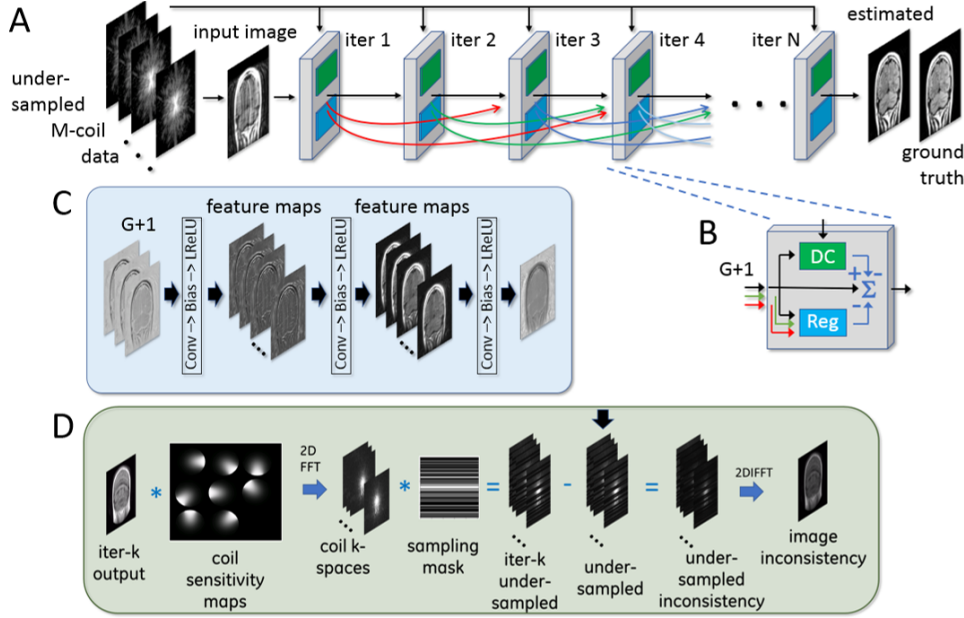 A
under-
sampled
M-coil
data
input image
iter 1
iter 2
iter 3
iter 4
iter N
estimated
ground
truth
C
G+1
feature maps
feature maps
Conv --> Bias --> LReLU
Conv --> Bias --> LReLU
Conv --> Bias --> LReLU
B
G+1
DC
Reg
+
-
Σ
-
D
iter-k
output
*
coil
sensitivity
maps
2D
FFT
coil k-
spaces
*
sampling
mask
=
iter-k
under-
sampled
-
under-
sampled
=
under-
sampled
inconsistency
2DIFFT
image
inconsistency